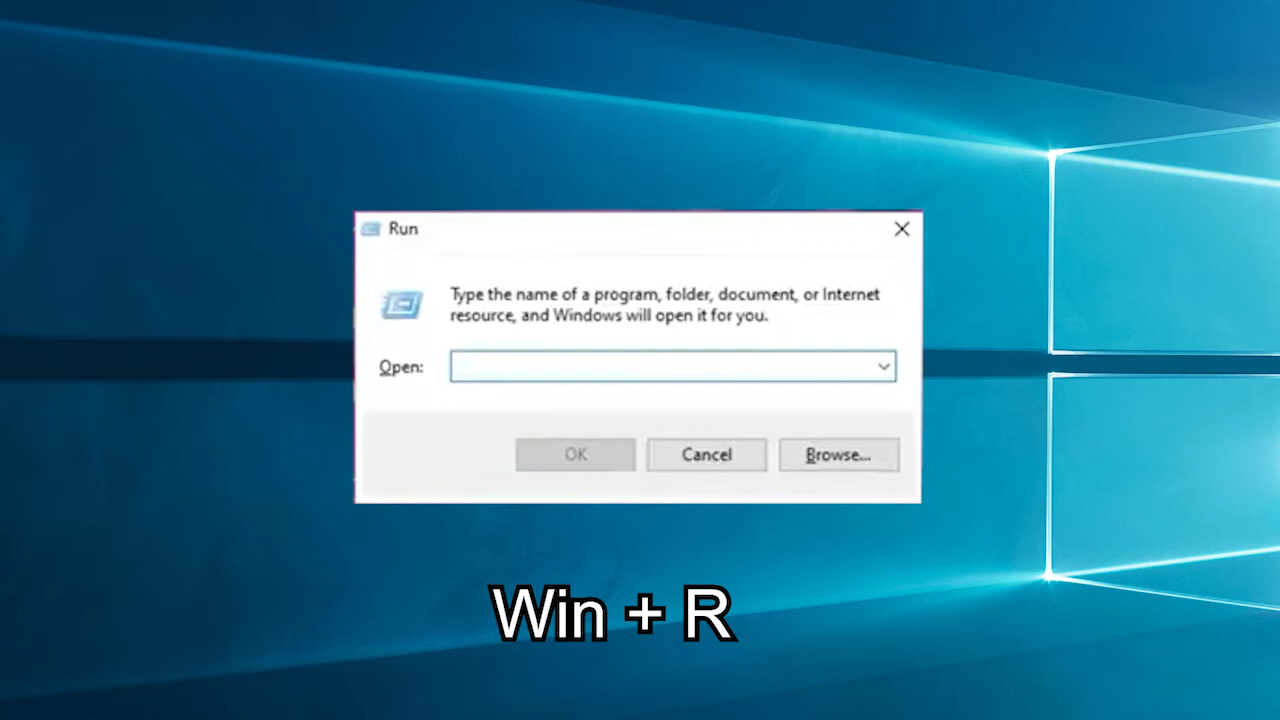 Run
Type the name of a program, folder, document, or Internet
resource, and Windows will open it for you.
Open:
OK
Cancel
Browse...
Win + R